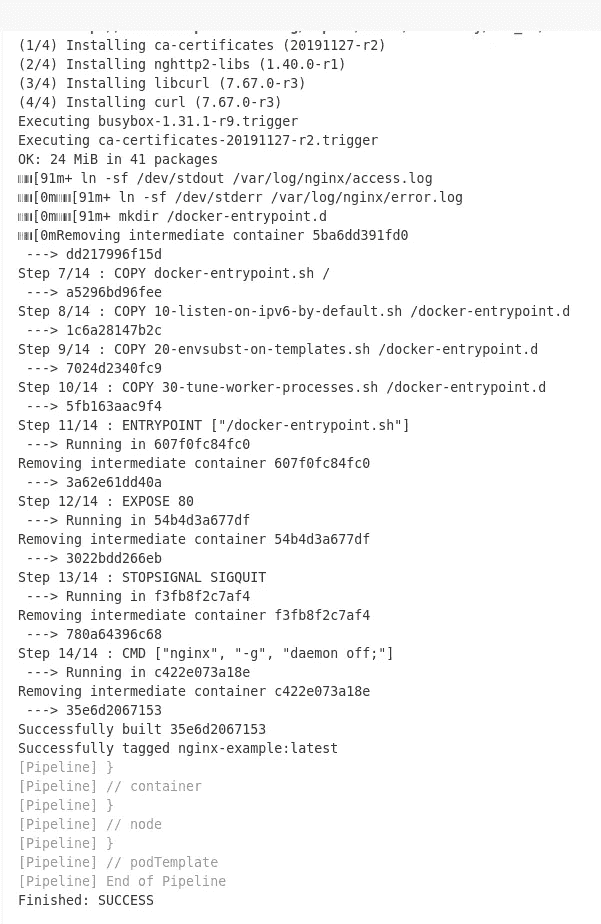 (1/4) Installing ca-certificates (20191127-r2)
(2/4) Installing nghttp2-libs (1.40.0-r1)
(3/4) Installing libcurl (7.67.0-r3)
(4/4) Installing curl (7.67.0-r3)
Executing busybox-1.31.1-r9.trigger
Executing ca-certificates-20191127-r2.trigger
OK: 24 MiB in 41 packages
[91m+ ln -sf /dev/stdout /var/log/nginx/access.log
[0m[91m+ ln -sf /dev/stderr /var/log/nginx/error.log
[0m[91m+ mkdir /docker-entrypoint.d
[0mRemoving intermediate container 5ba6dd391fd0
---> dd217996f15d
Step 7/14 : COPY docker-entrypoint.sh /
---> a5296bd96fee
Step 8/14 : COPY 10-listen-on-ipv6-by-default.sh /docker-entrypoint.d
---> 1c6a28147b2c
Step 9/14 : COPY 20-envsubst-on-templates.sh /docker-entrypoint.d
---> 7024d2340fc9
Step 10/14 : COPY 30-tune-worker-processes.sh /docker-entrypoint.d
---> 5fb163aac9f4
Step 11/14 : ENTRYPOINT ["/docker-entrypoint.sh"]
---> Running in 607f0fc84fc0
Removing intermediate container 607f0fc84fc0
---> 3a62e61dd40a
Step 12/14 : EXPOSE 80
---> Running in 54b4d3a677df
Removing intermediate container 54b4d3a677df
---> 3022bdd266eb
Step 13/14 : STOPSIGNAL SIGQUIT
---> Running in f3fb8f2c7af4
Removing intermediate container f3fb8f2c7af4
---> 780a64396c68
Step 14/14 : CMD ["nginx", "-g", "daemon off;"]
---> Running in c422e073a18e
Removing intermediate container c422e073a18e
---> 35e6d2067153
Successfully built 35e6d2067153
Successfully tagged nginx-example:latest
[Pipeline] }
[Pipeline] // container
[Pipeline] }
[Pipeline] // node
[Pipeline] }
[Pipeline] // podTemplate
[Pipeline] End of Pipeline
Finished: SUCCESS